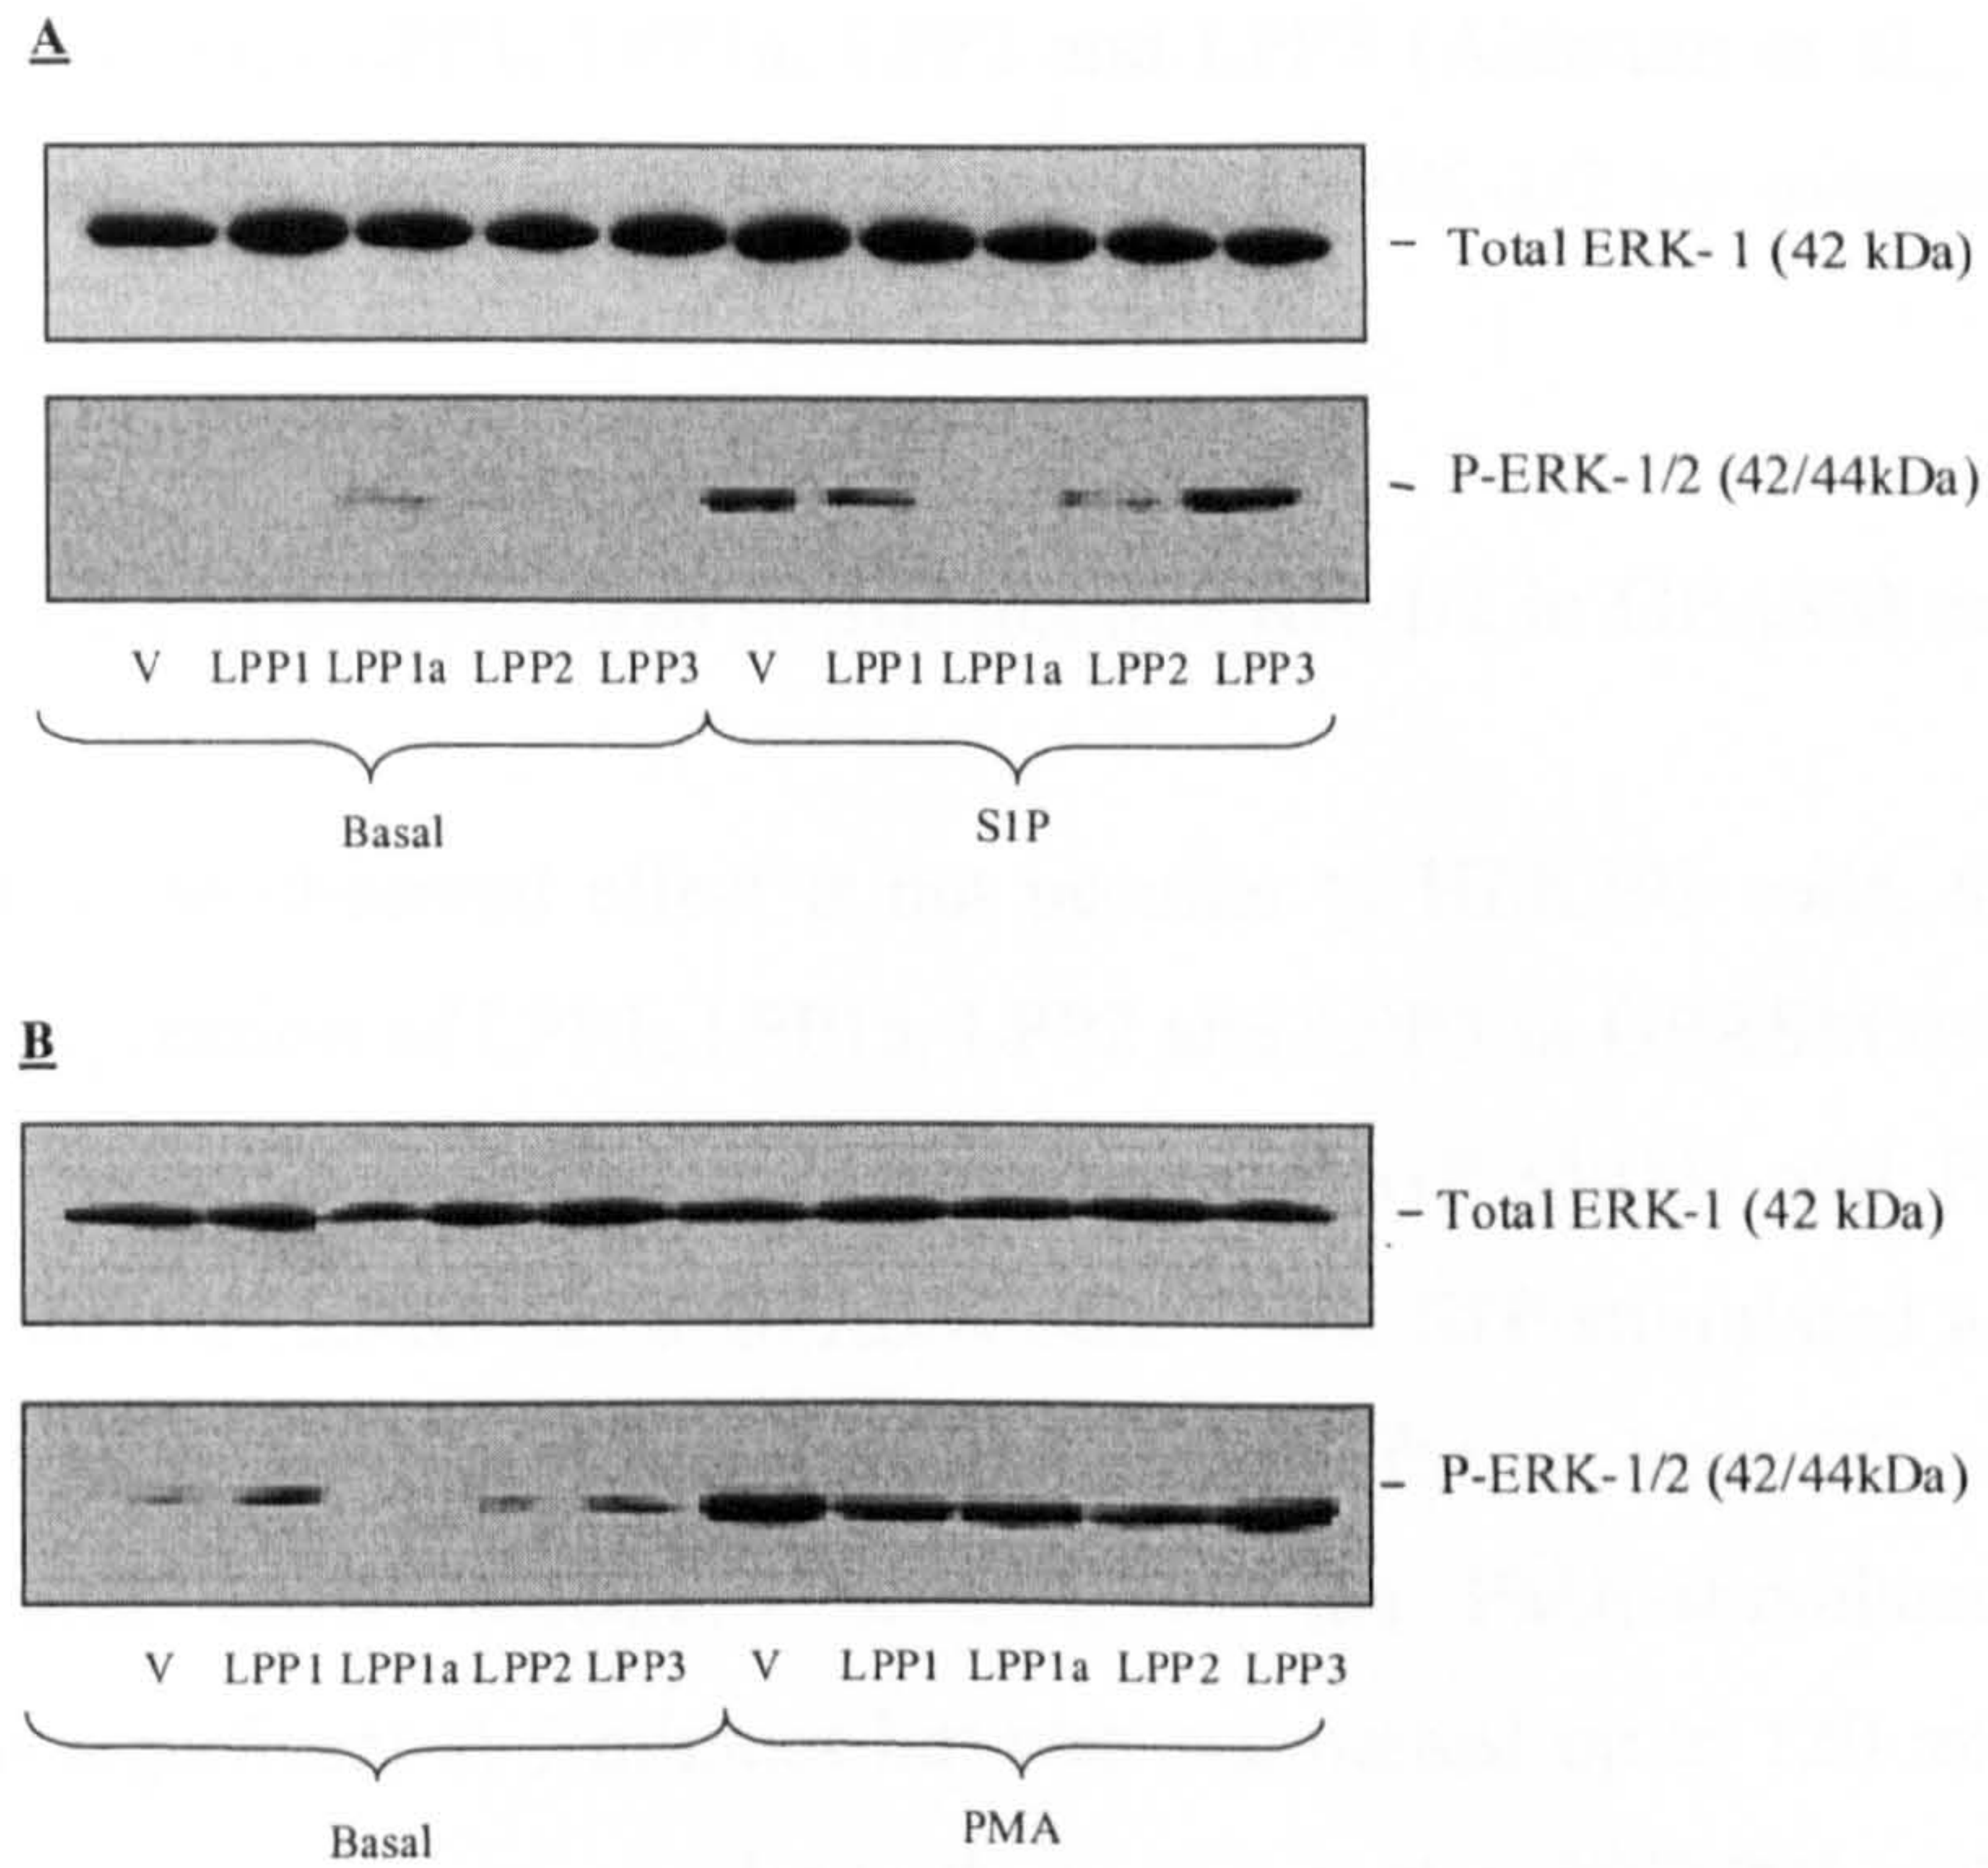 A
Total ERK- 1 (42 kDa)
P-ERK-1/2 (42/44kDa)
V LPP1 LPP1a LPP2 LPP3 V LPP1 LPP1a LPP2 LPP3
Basal S1P
B
Total ERK-1 (42 kDa)
P-ERK-1/2 (42/44kDa)
V LPP1 LPP1a LPP2 LPP3 V LPP1 LPP1a LPP2 LPP3
Basal PMA